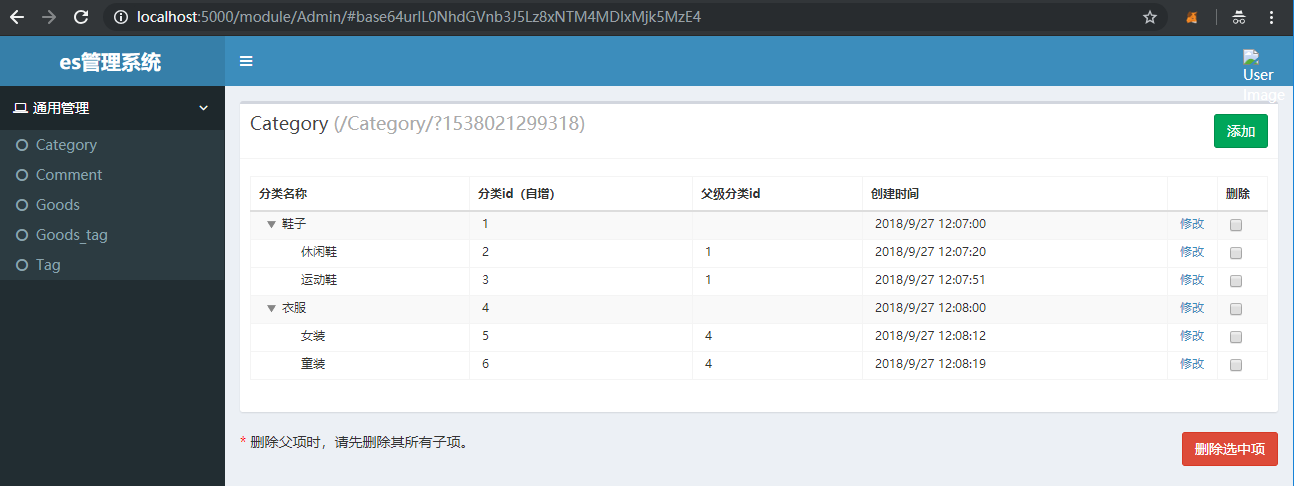 localhost:5000/module/Admin/#base64urlL0NhdGVnb3J5Lz8xNTM4MDIxMjk5MzE4
es管理系统
User Image
通用管理
Category
Comment
Goods
Goods_tag
Tag
Category (/Category/?1538021299318)
添加
分类名称 分类id（自增） 父级分类id 创建时间 删除
鞋子 1 2018/9/27 12:07:00 修改
休闲鞋 2 1 2018/9/27 12:07:20 修改
运动鞋 3 1 2018/9/27 12:07:51 修改
衣服 4 2018/9/27 12:08:00 修改
女装 5 4 2018/9/27 12:08:12 修改
童装 6 4 2018/9/27 12:08:19 修改
* 删除父项时，请先删除其所有子项。
删除选中项